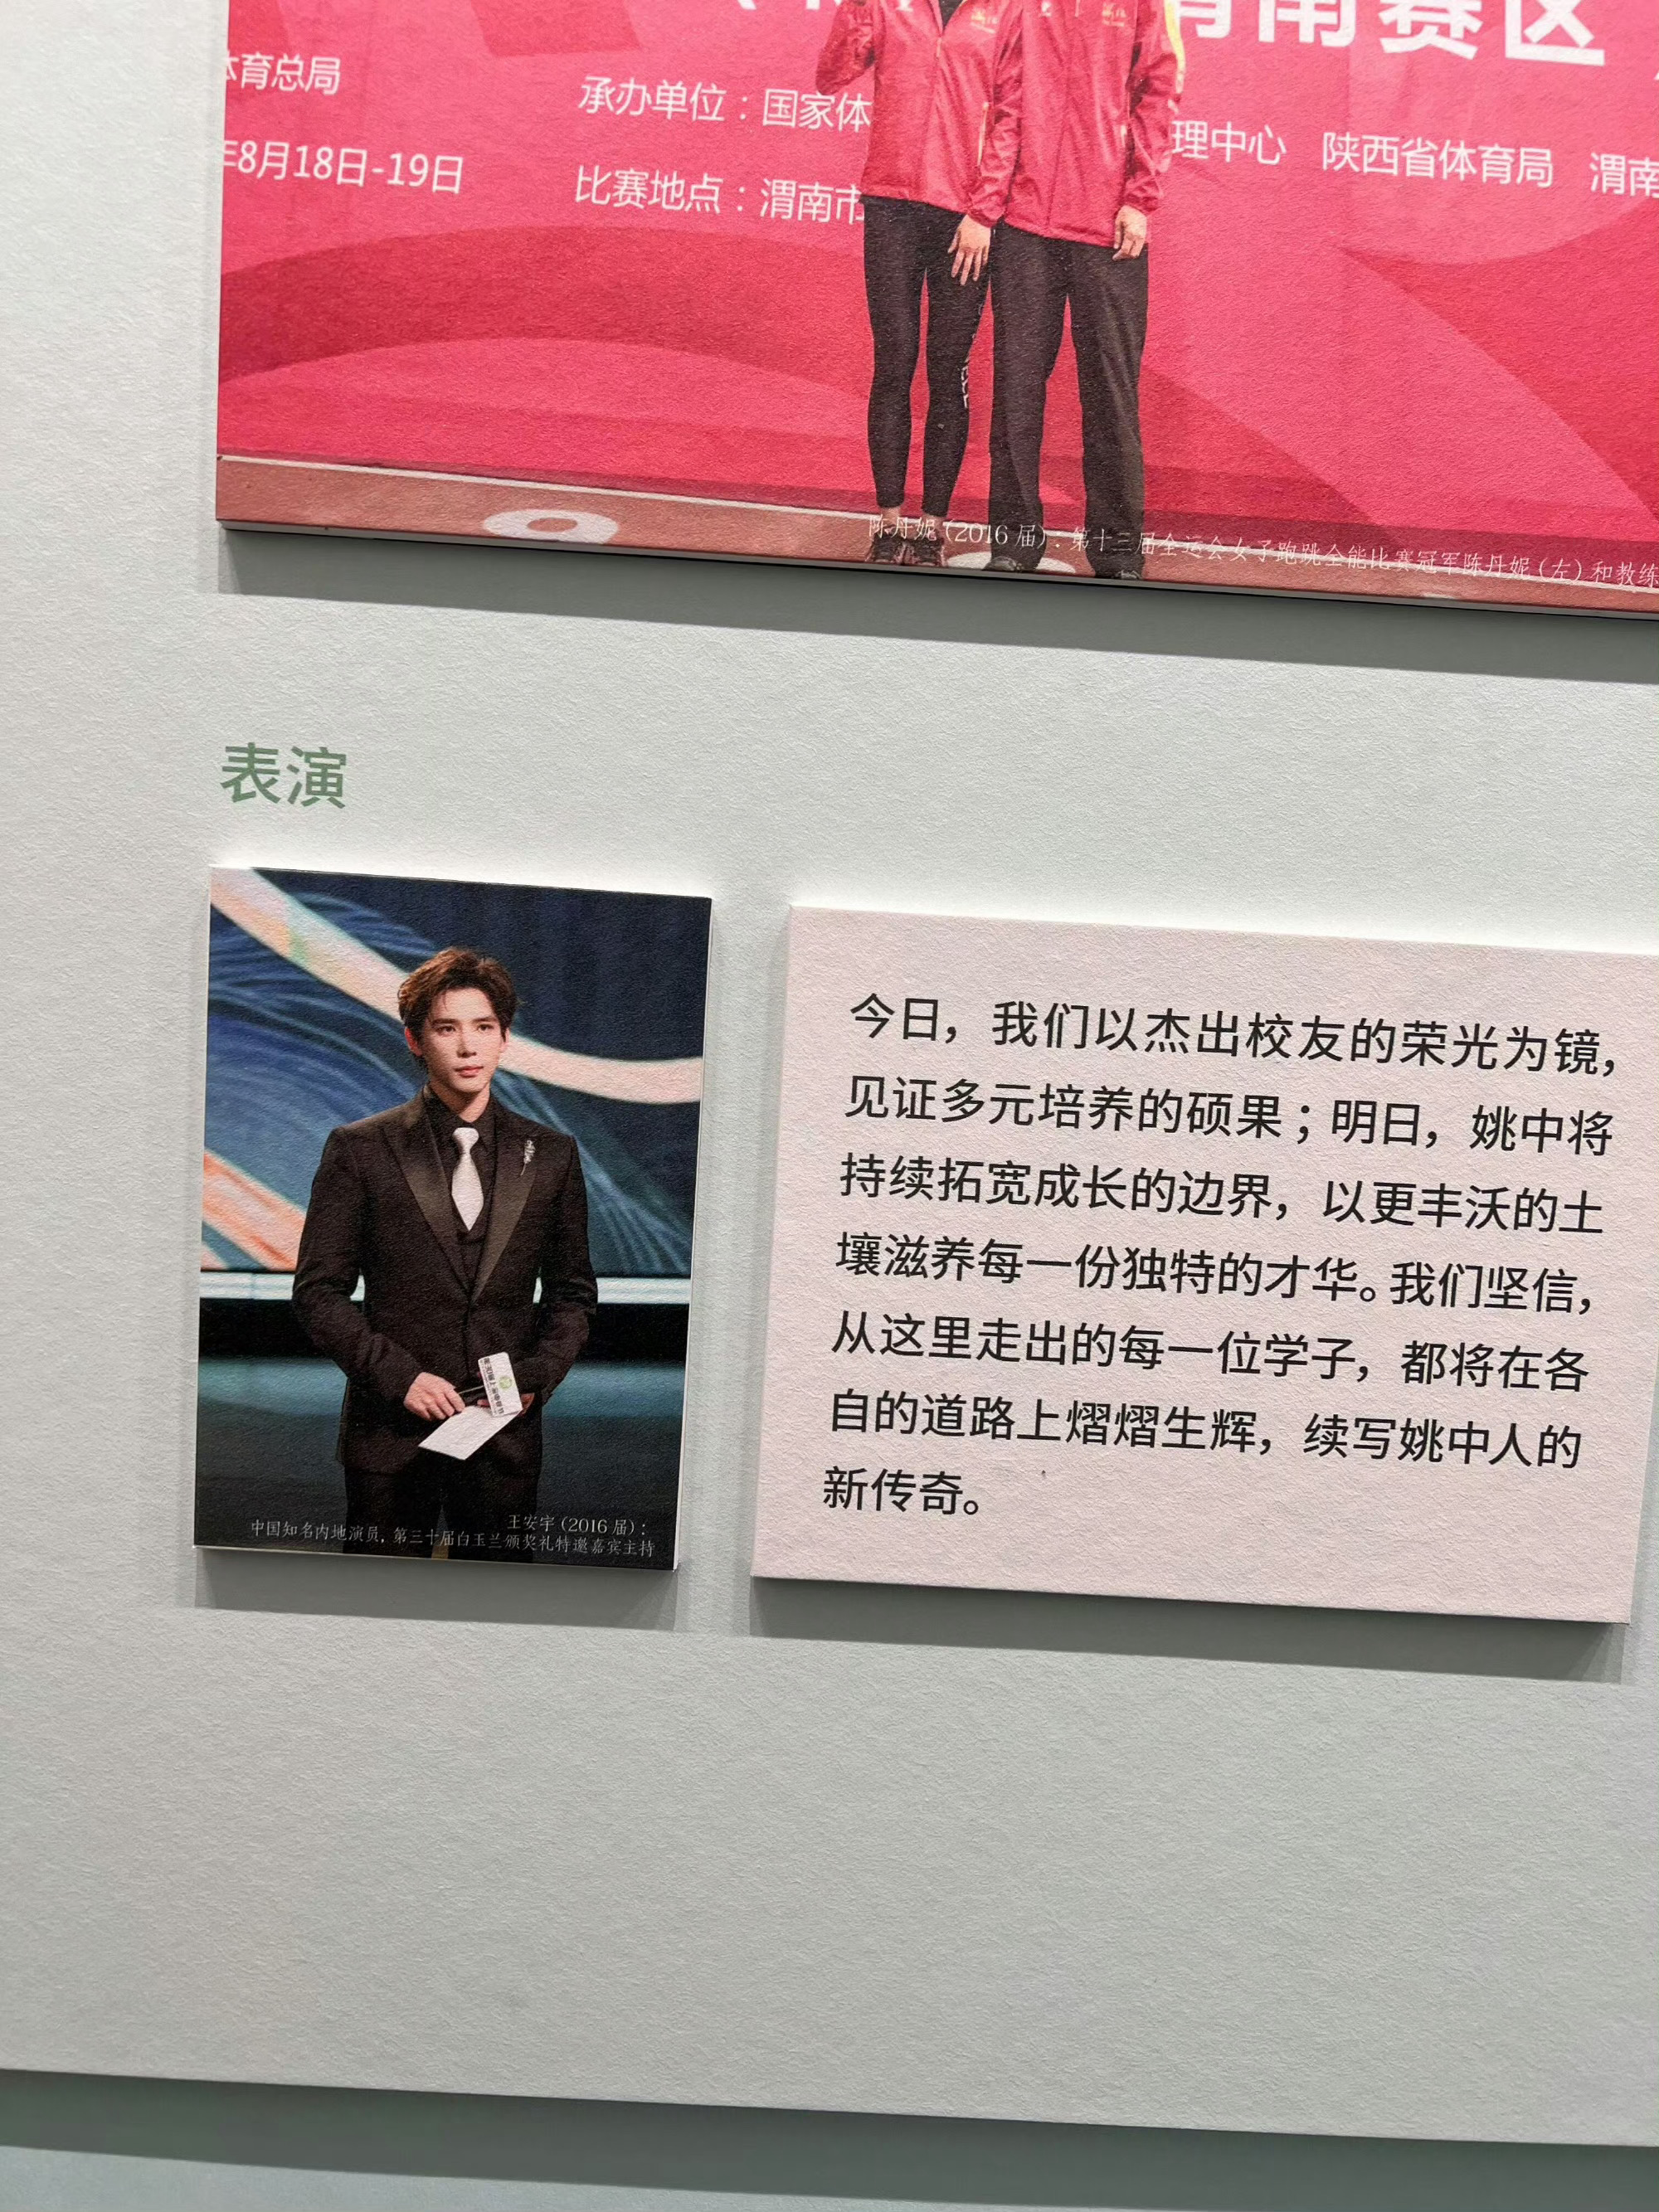 南赛区
体育总局
承办单位：国家体
理中心 陕西省体育局 渭南
年8月18日-19日
比赛地点：渭南市
陈丹妮（2016 届）：第十三届全运会女子跑跳全能比赛冠军陈丹妮（左）和教练
表演
王安宇（2016 届）：
中国知名内地演员，第三十届白玉兰颁奖礼特邀嘉宾主持
今日，我们以杰出校友的荣光为镜，
见证多元培养的硕果；明日，姚中将
持续拓宽成长的边界，以更丰沃的土
壤滋养每一份独特的才华。我们坚信，
从这里走出的每一位学子，都将在各
自的道路上熠熠生辉，续写姚中人的
新传奇。